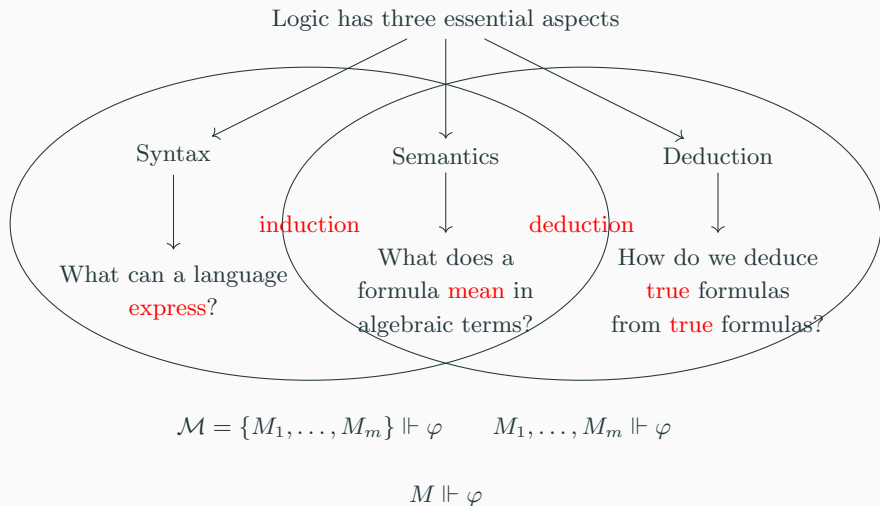 Logic has three essential aspects
Syntax
Semantics
Deduction
induction
deduction
What can a language
express?
What does a
formula mean in
algebraic terms?
How do we deduce
true formulas
from true formulas?
ℳ = {M₁, . . . , Mₘ} ⊩ φ
M₁, . . . , Mₘ ⊩ φ
M ⊩ φ